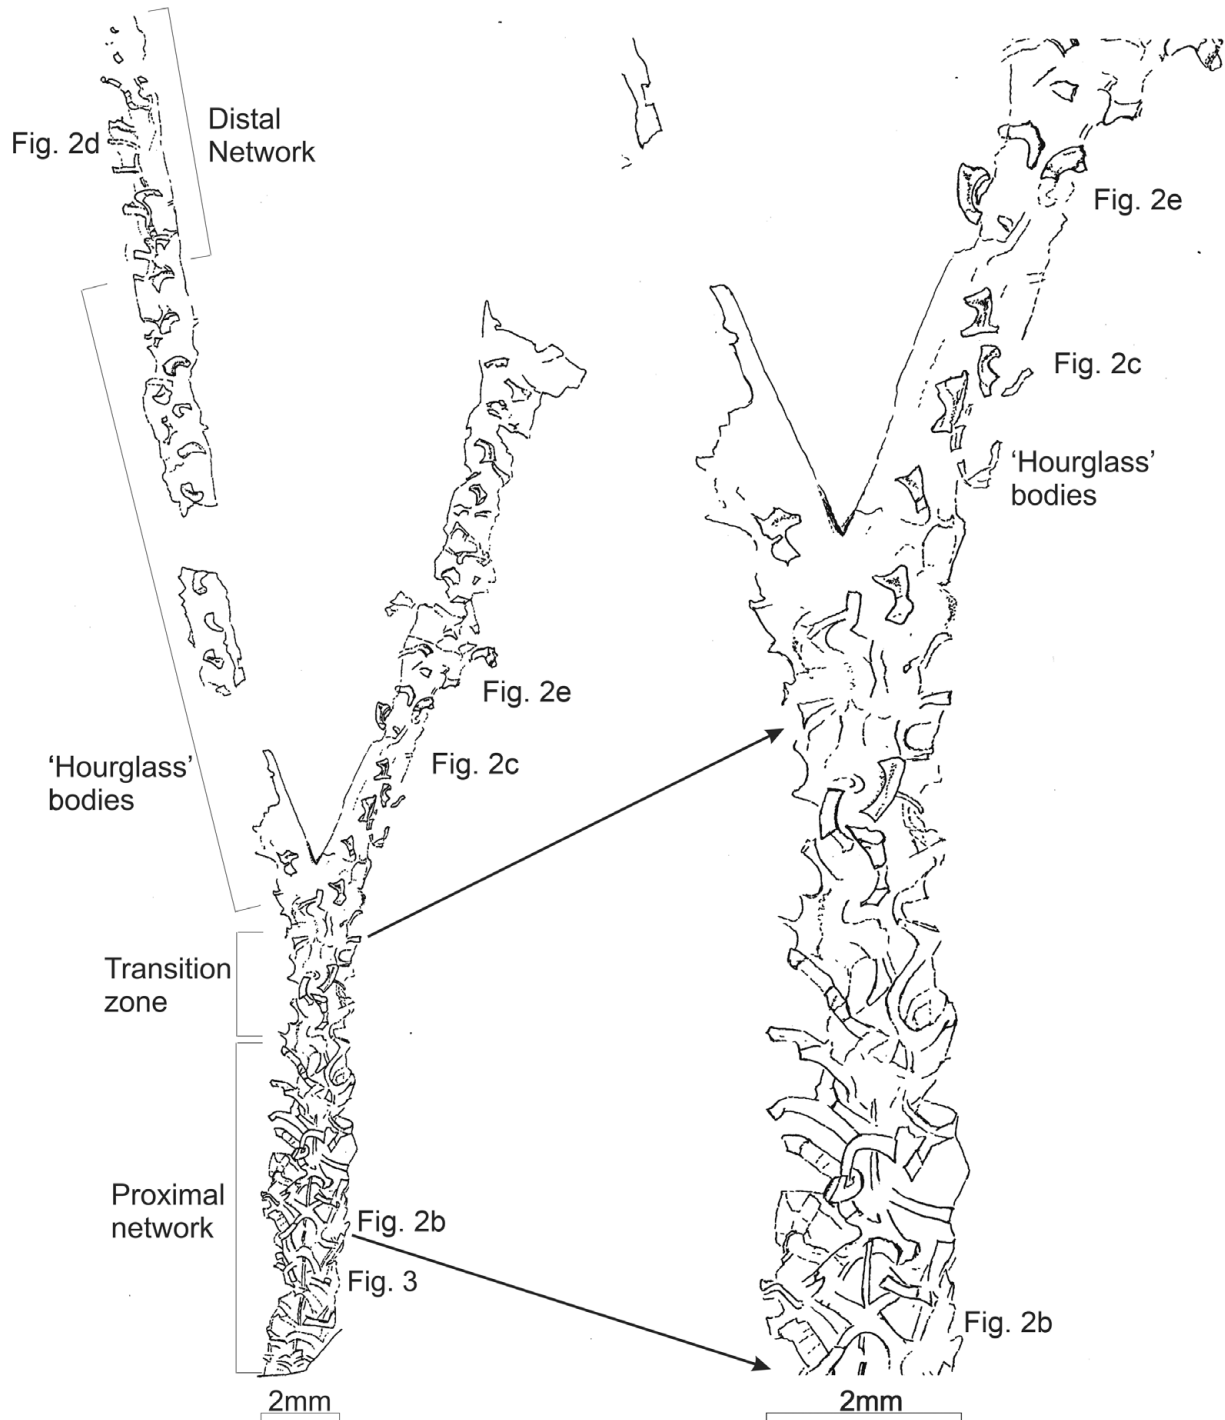 Distal
Network
Fig. 2d
Fig. 2e
Fig. 2c
'Hourglass'
bodies
Transition
zone
Proximal
network
Fig. 2b
Fig. 3
2mm
Fig. 2e
Fig. 2c
'Hourglass'
bodies
Fig. 2b
2mm